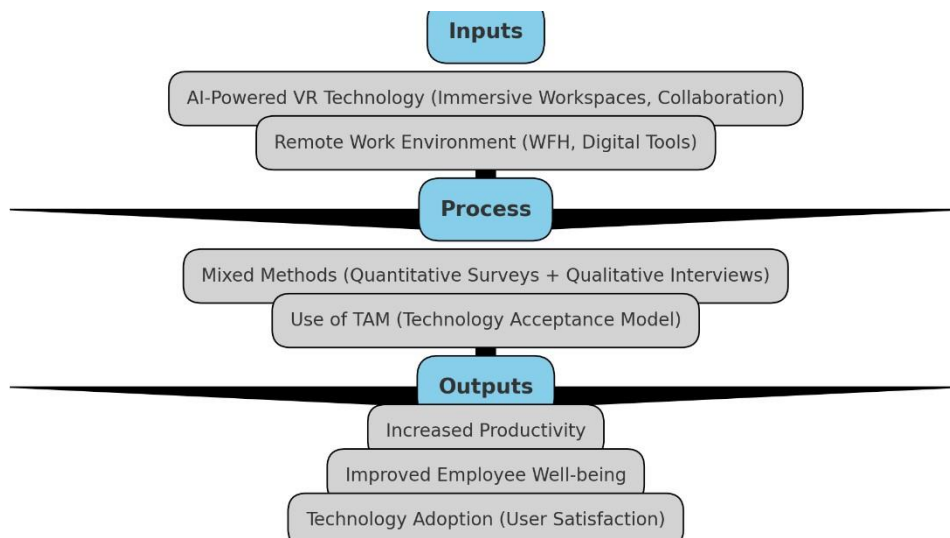 Inputs
AI-Powered VR Technology (Immersive Workspaces, Collaboration)
Remote Work Environment (WFH, Digital Tools)
Process
Mixed Methods (Quantitative Surveys + Qualitative Interviews)
Use of TAM (Technology Acceptance Model)
Outputs
Increased Productivity
Improved Employee Well-being
Technology Adoption (User Satisfaction)